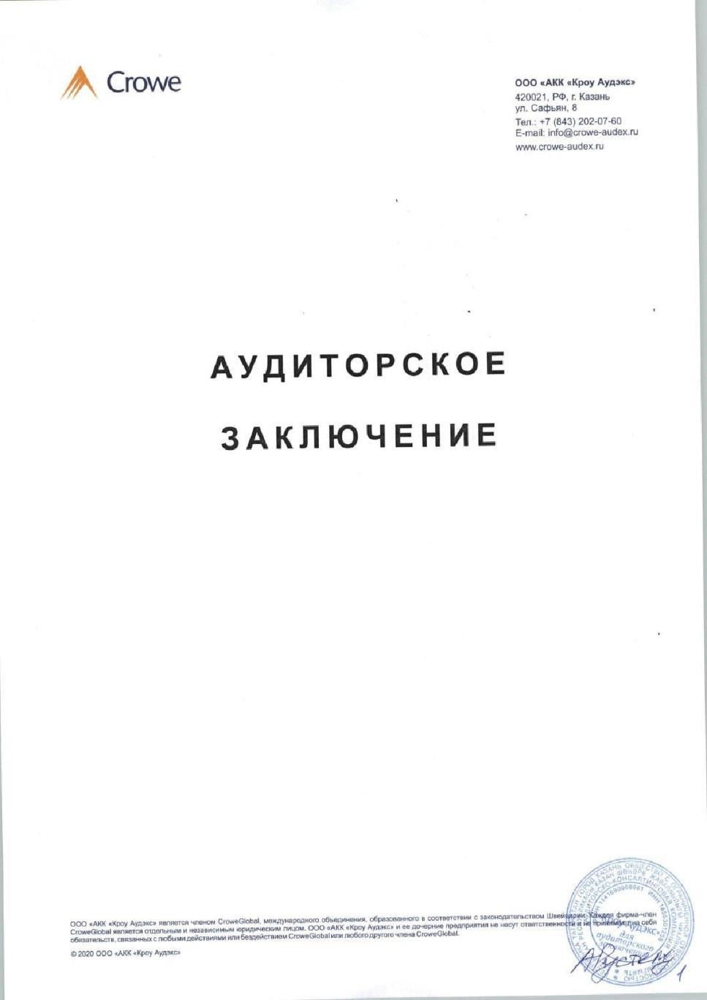 Crowe
ООО «АКК «Кроу Аудэкс»
420021, РФ, г. Казань
ул. Сафьян, 8
Тел.: +7 (843) 202-07-60
E-mail: info@crowe-audex.ru
www.crowe-audex.ru
АУДИТОРСКОЕ
ЗАКЛЮЧЕНИЕ
ООО «АКК «Кроу Аудэкс» является членом CroweGlobal, международного объединения, образованного в соответствии с законодательством Швейцарии. Каждая фирма-член
CroweGlobal является отдельным и независимым юридическим лицом. ООО «АКК «Кроу Аудэкс» и ее дочерние предприятия не несут ответственности и не принимают на себя
обязательств, связанных с любыми действиями или бездействием CroweGlobal или любого другого члена CroweGlobal.
© 2020 ООО «АКК «Кроу Аудэкс»
для
аудиторского
1